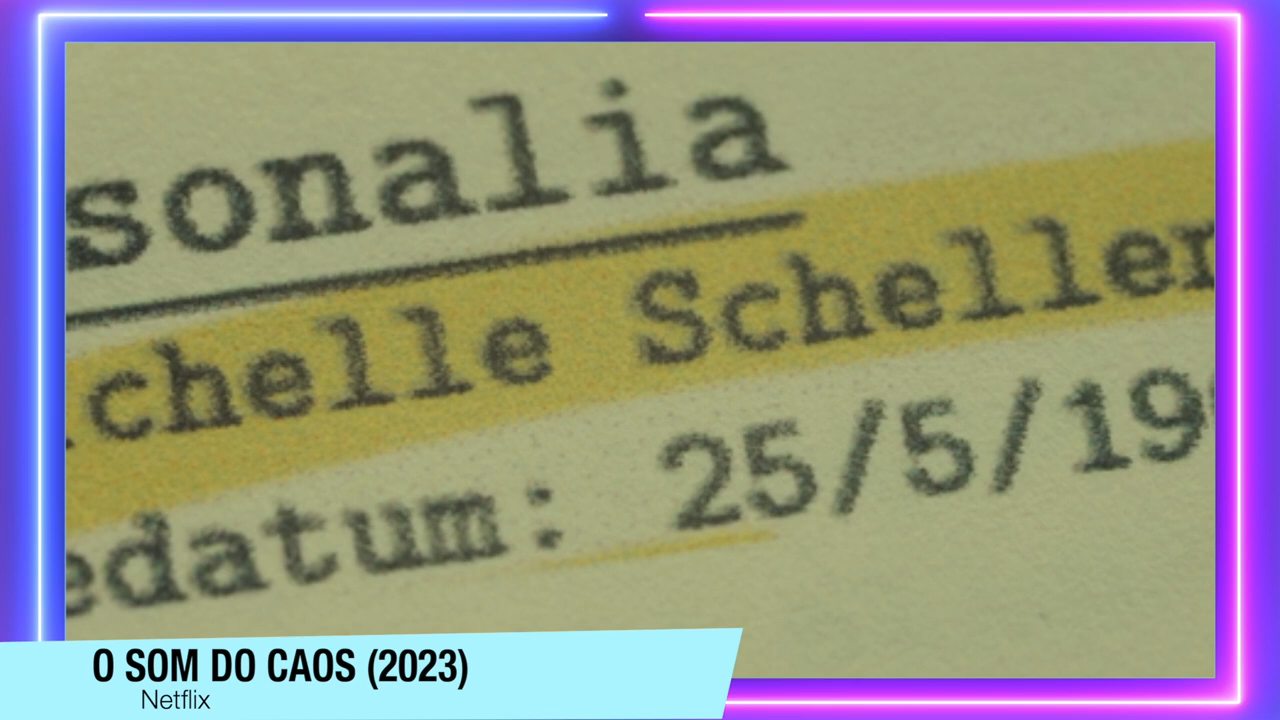 sonalia
chelle Scheller
edatum: 25/5/19
O SOM DO CAOS (2023)
Netflix